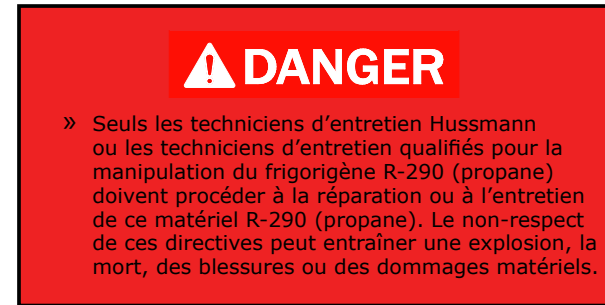 DANGER
» Seuls les techniciens d’entretien Hussmann
ou les techniciens d’entretien qualifiés pour la
manipulation du frigorigène R-290 (propane)
doivent procéder à la réparation ou à l’entretien
de ce matériel R-290 (propane). Le non-respect
de ces directives peut entraîner une explosion, la
mort, des blessures ou des dommages matériels.